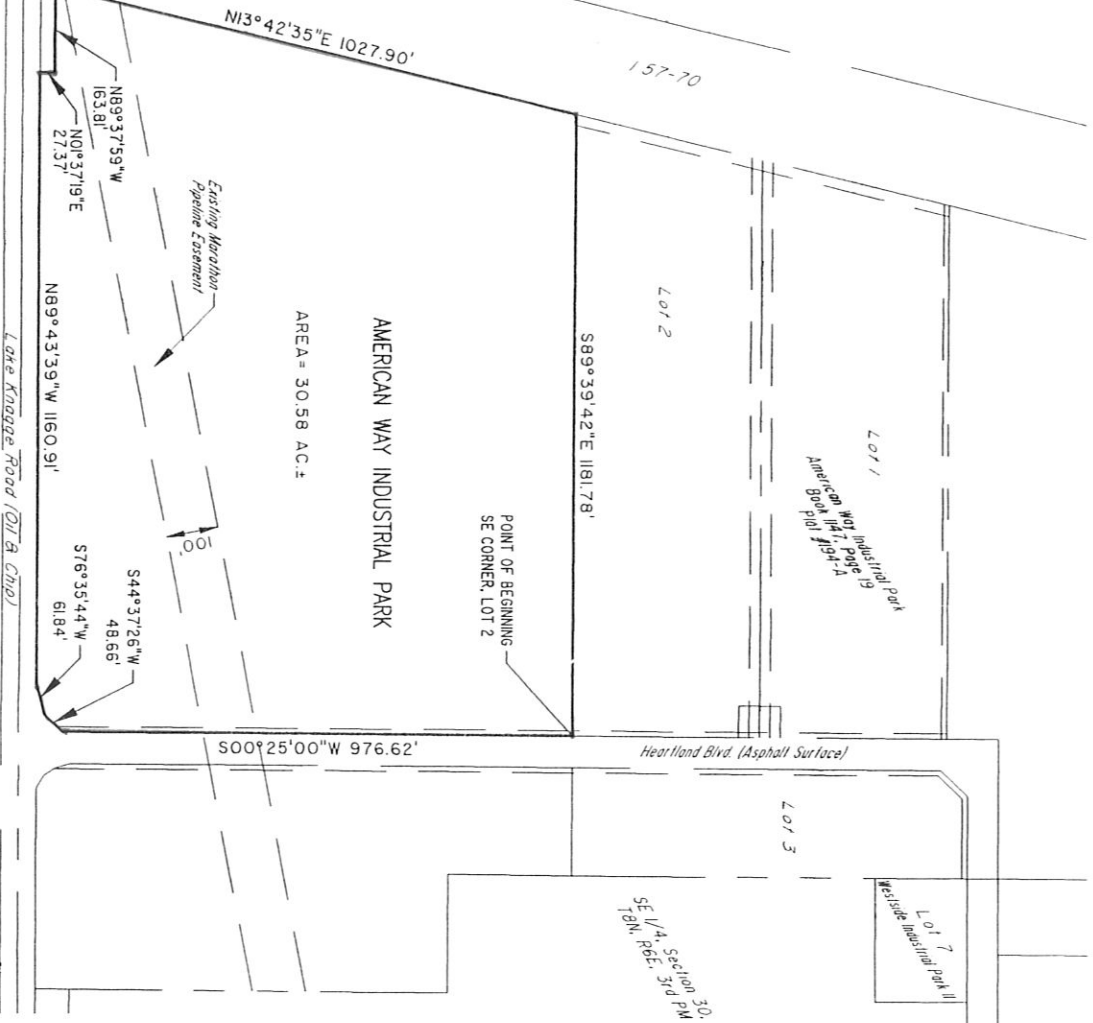 N13°42'35"E 1027.90'
I 57-70
N89°37'59"W
163.81'
N01°37'19"E
27.37'
Existing Marathon
Pipeline Easement
Lot 2
S89°39'42"E 1181.78'
Lot 1
American Way Industrial Park
Book 1147, Page 19
Plat #194-A
AREA = 30.58 AC.±
AMERICAN WAY INDUSTRIAL PARK
N89°43'39"W 1160.91'
Lake Knagge Road (Oil & Chip)
100'
POINT OF BEGINNING
SE CORNER, LOT 2
S44°37'26"W
48.66'
S76°35'44"W
61.84'
S00°25'00"W 976.62'
Heartland Blvd. (Asphalt Surface)
Lot 3
Lot 7
Westside Industrial Park II
SE 1/4, Section 30,
T8N, R6E, 3rd PM